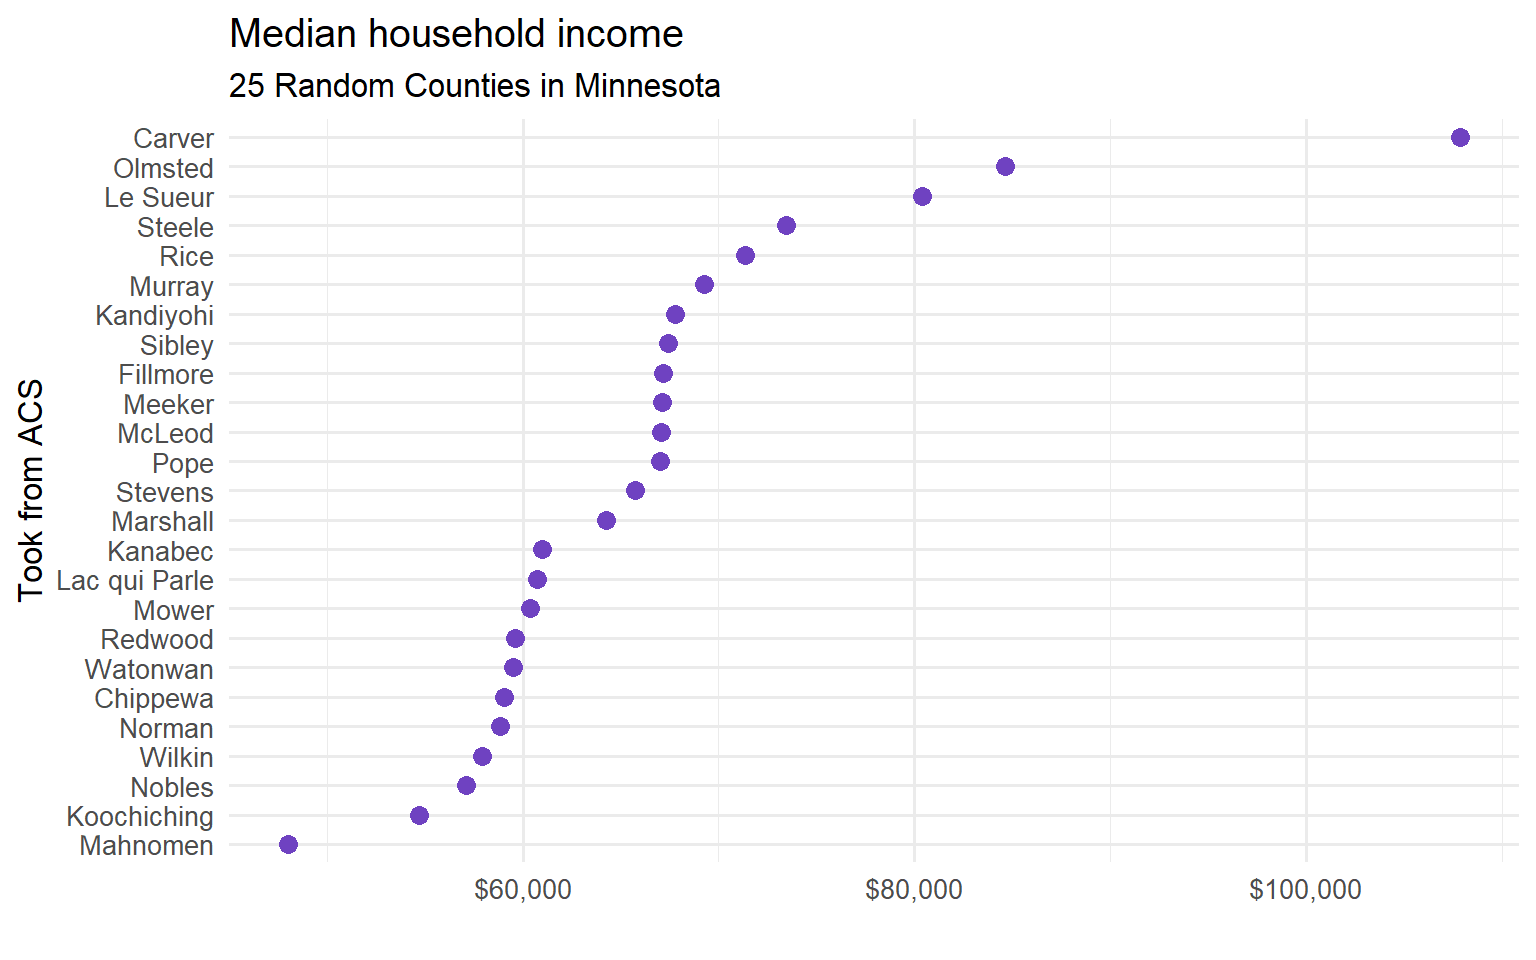 Median household income
25 Random Counties in Minnesota
Took from ACS
Carver
Olmsted
Le Sueur
Steele
Rice
Murray
Kandiyohi
Sibley
Fillmore
Meeker
McLeod
Pope
Stevens
Marshall
Kanabec
Lac qui Parle
Mower
Redwood
Watonwan
Chippewa
Norman
Wilkin
Nobles
Koochiching
Mahnomen
$60,000 $80,000 $100,000